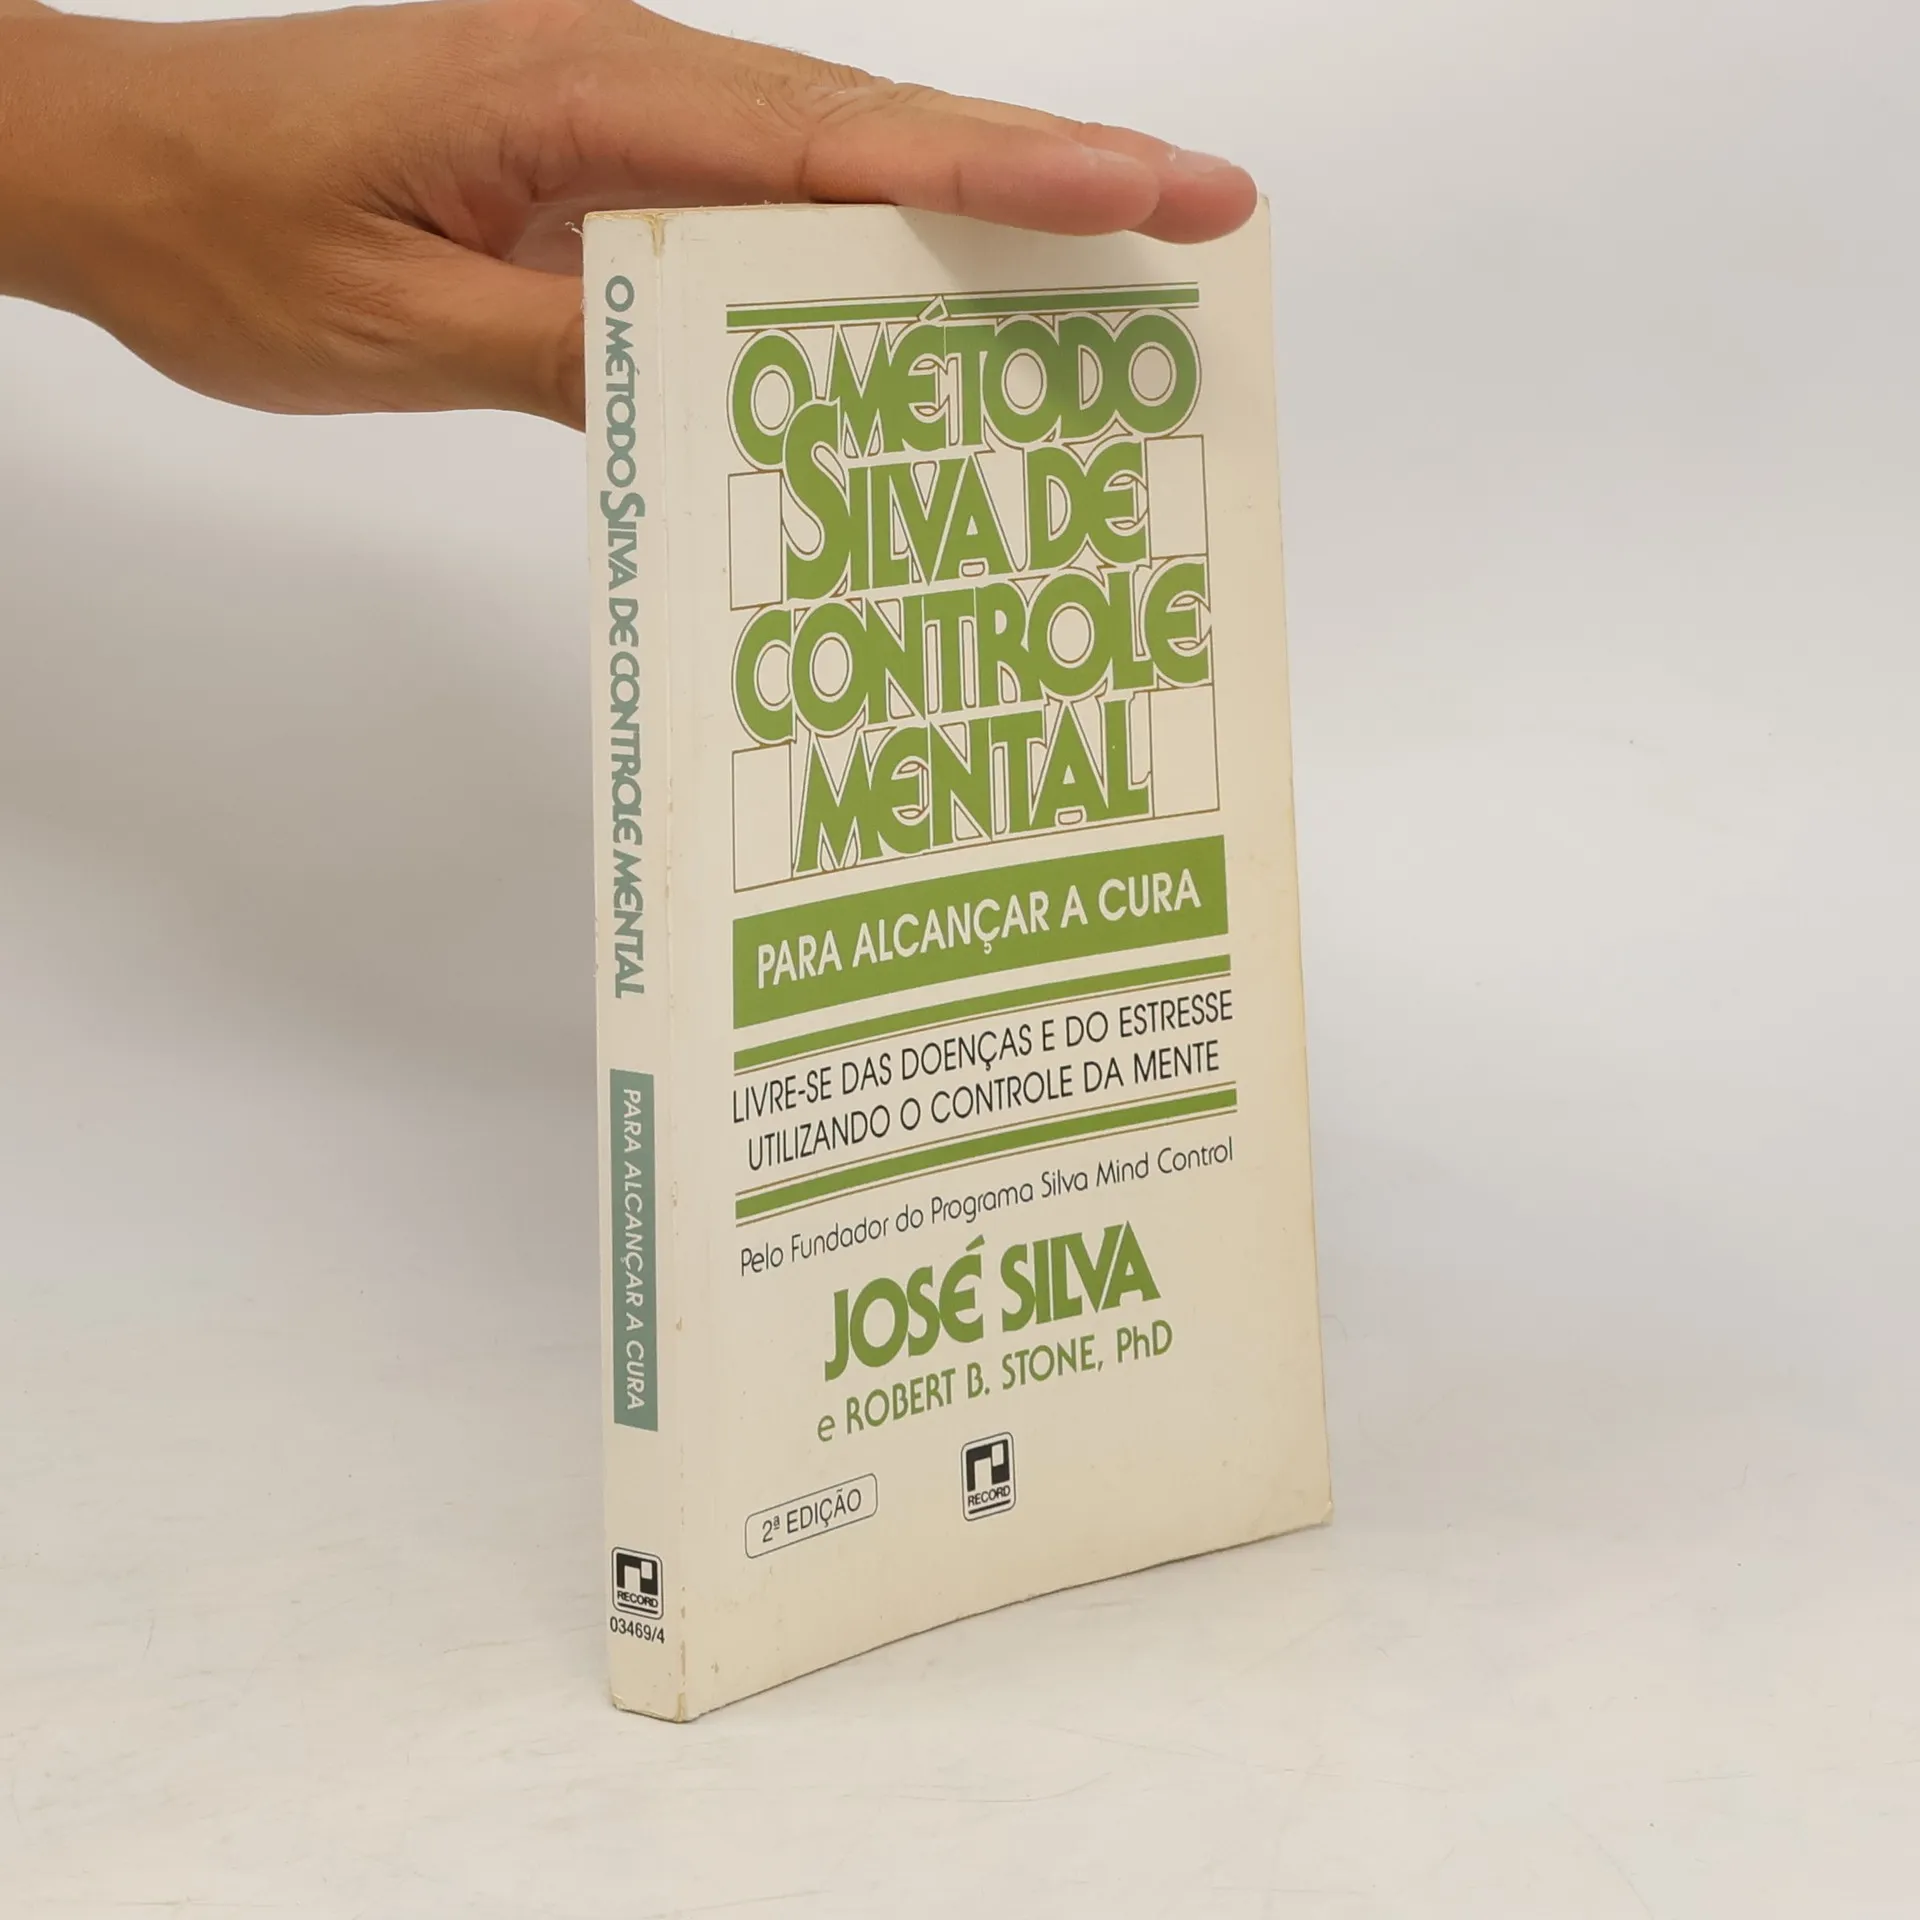 O MÉTODO SILVA DE CONTROLE MENTAL
PARA ALCANÇAR A CURA
RECORD
03469/4
O MÉTODO
SILVA DE
CONTROLE
MENTAL
PARA ALCANÇAR A CURA
LIVRE-SE DAS DOENÇAS E DO ESTRESSE
UTILIZANDO O CONTROLE DA MENTE
Pelo Fundador do Programa Silva Mind Control
JOSÉ SILVA
e ROBERT B. STONE, PhD
2ª EDIÇÃO
RECORD